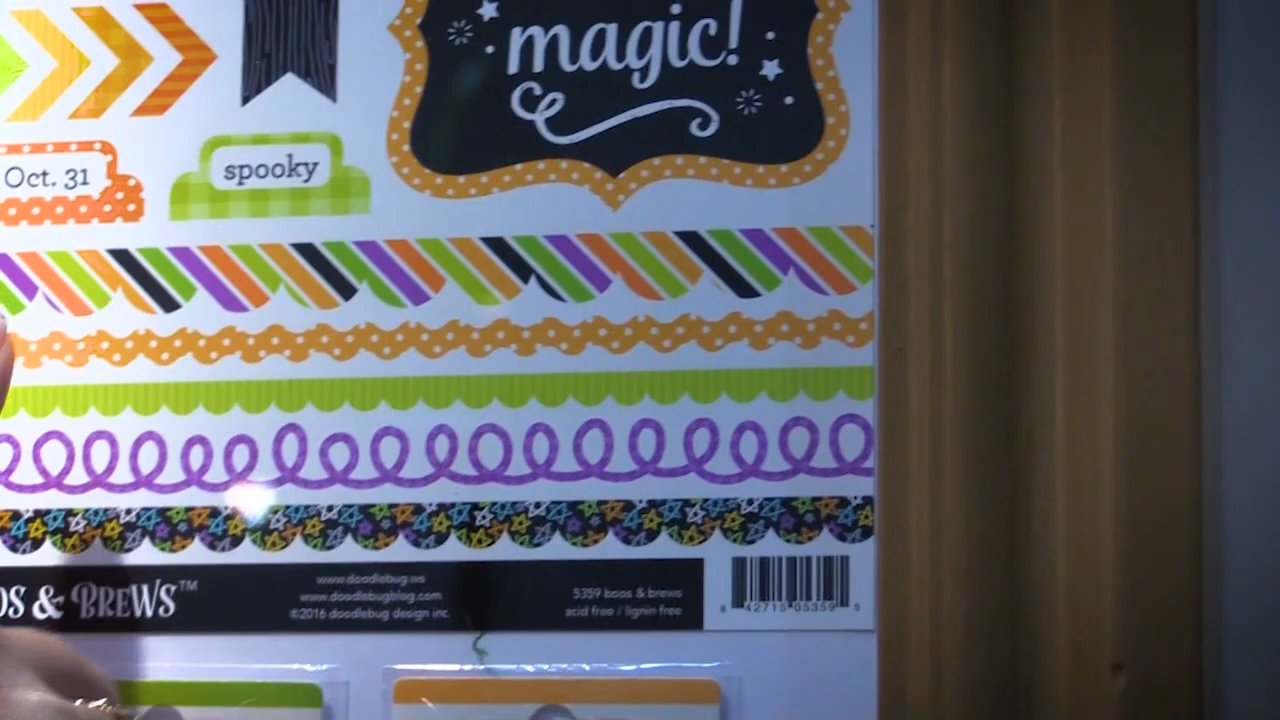 magic!
Oct. 31
spooky
OS & BREWS™
www.doodlebug.ws
www.doodlebugblog.com
©2016 doodlebug design inc.
5359 boos & brews
acid free / lignin free
6 42715 05359 5